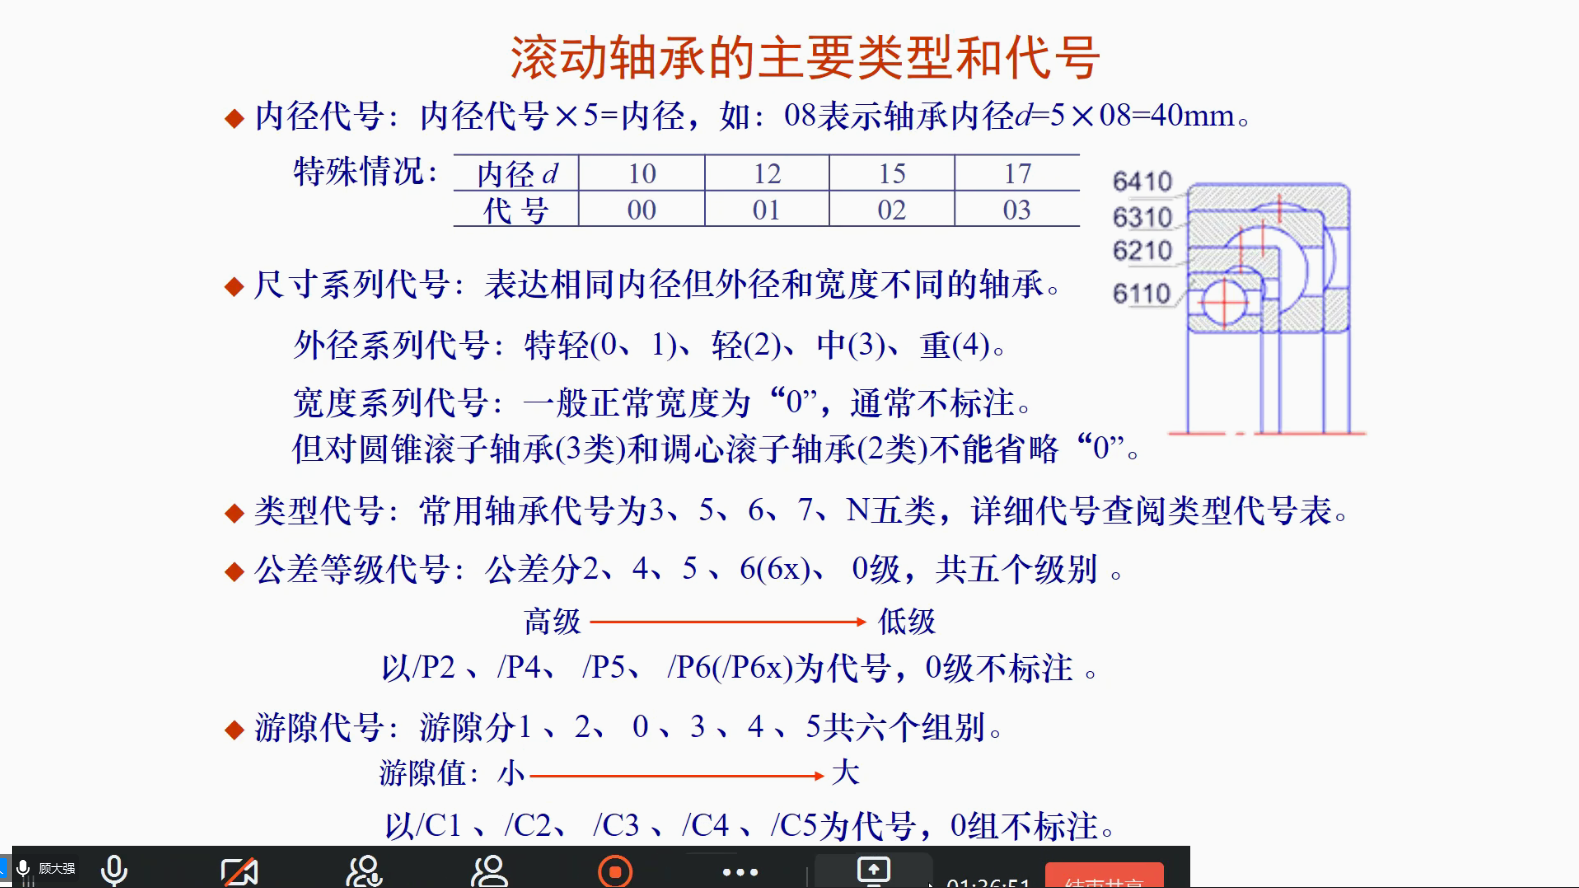 滚动轴承的主要类型和代号
◆ 内径代号：内径代号×5=内径，如：08表示轴承内径d=5×08=40mm。
特殊情况：
内径 d 10 12 15 17
代 号 00 01 02 03
6410
6310
6210
6110
◆ 尺寸系列代号：表达相同内径但外径和宽度不同的轴承。
外径系列代号：特轻(0、1)、轻(2)、中(3)、重(4)。
宽度系列代号：一般正常宽度为“0”，通常不标注。
但对圆锥滚子轴承(3类)和调心滚子轴承(2类)不能省略“0”。
◆ 类型代号：常用轴承代号为3、5、6、7、N五类，详细代号查阅类型代号表。
◆ 公差等级代号：公差分2、4、5 、6(6x)、 0级，共五个级别 。
高级 低级
以/P2 、/P4、 /P5、 /P6(/P6x)为代号，0级不标注 。
◆ 游隙代号：游隙分1 、2、 0 、3 、4 、5共六个组别。
游隙值：小 大
以/C1 、/C2、 /C3 、/C4 、/C5为代号，0组不标注。
顾大强
01:36:51
结束共享